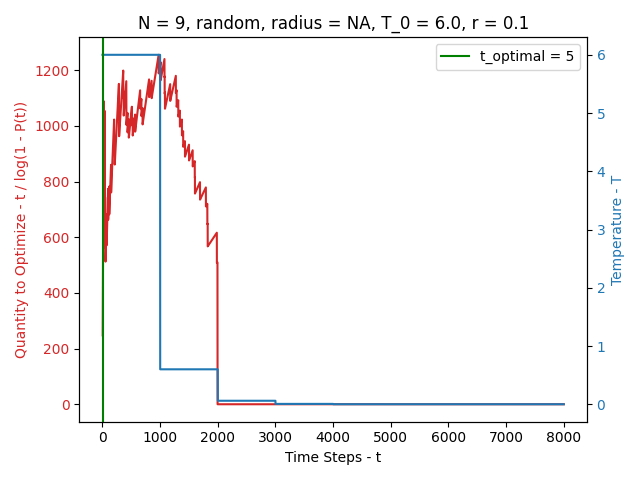 N = 9, random, radius = NA, T_0 = 6.0, r = 0.1
t_optimal = 5
Quantity to Optimize - t / log(1 - P(t))
1200
1000
800
600
400
200
0
6
5
4
3
2
1
0
Temperature - T
0 1000 2000 3000 4000 5000 6000 7000 8000
Time Steps - t